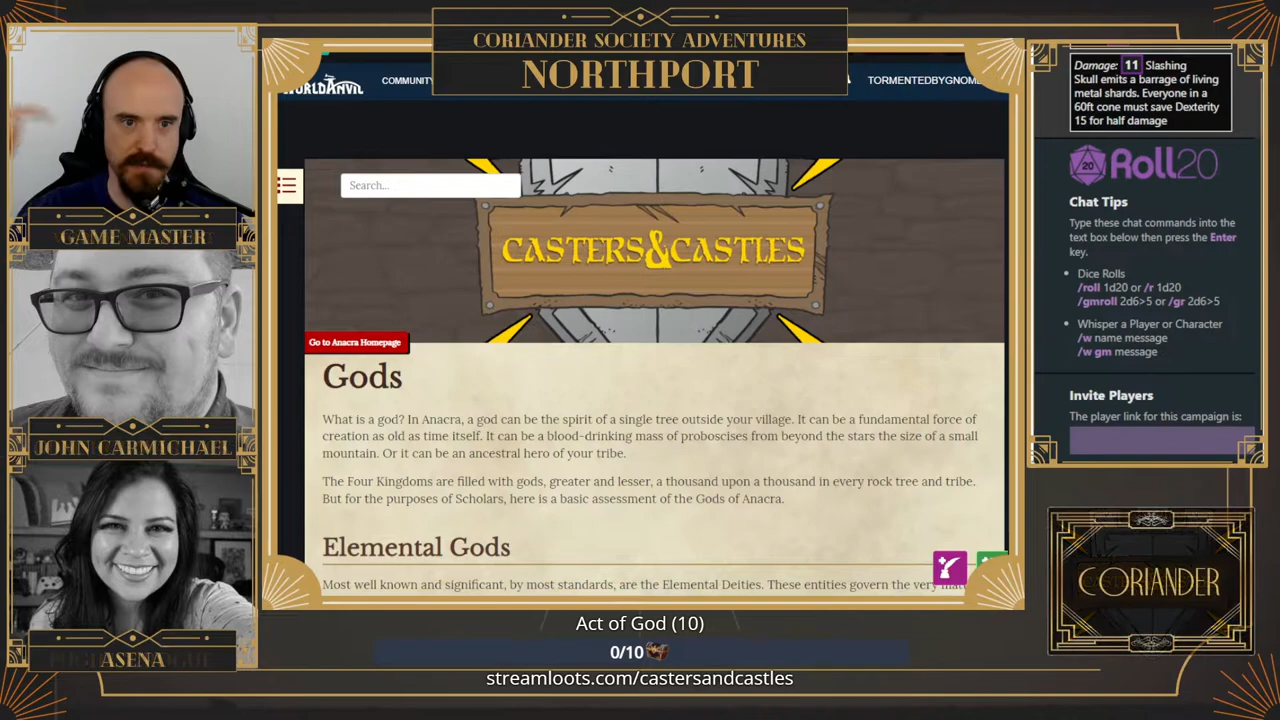 CORIANDER SOCIETY ADVENTURES
NORTHPORT
GAME MASTER
JOHN CARMICHAEL
ASENA
COMMUNITY
TORMENTEDBYGNOME
Search...
CASTERS&CASTLES
Go to Anacra Homepage
Gods
What is a god? In Anacra, a god can be the spirit of a single tree outside your village. It can be a fundamental force of
creation as old as time itself. It can be a blood-drinking mass of proboscises from beyond the stars the size of a small
mountain. Or it can be an ancestral hero of your tribe.
The Four Kingdoms are filled with gods, greater and lesser, a thousand upon a thousand in every rock tree and tribe.
But for the purposes of Scholars, here is a basic assessment of the Gods of Anacra.
Elemental Gods
Most well known and significant, by most standards, are the Elemental Deities. These entities govern the very
Act of God (10)
0/10
streamloots.com/castersandcastles
Damage: 11 Slashing
Skull emits a barrage of living
metal shards. Everyone in a
60ft cone must save Dexterity
15 for half damage
20 Roll20
Chat Tips
Type these chat commands into the
text box below then press the Enter
key.
Dice Rolls
/roll 1d20 or /r 1d20
/gmroll 2d6>5 or /gr 2d6>5
Whisper a Player or Character
/w name message
/w gm message
Invite Players
The player link for this campaign is:
CORIANDER